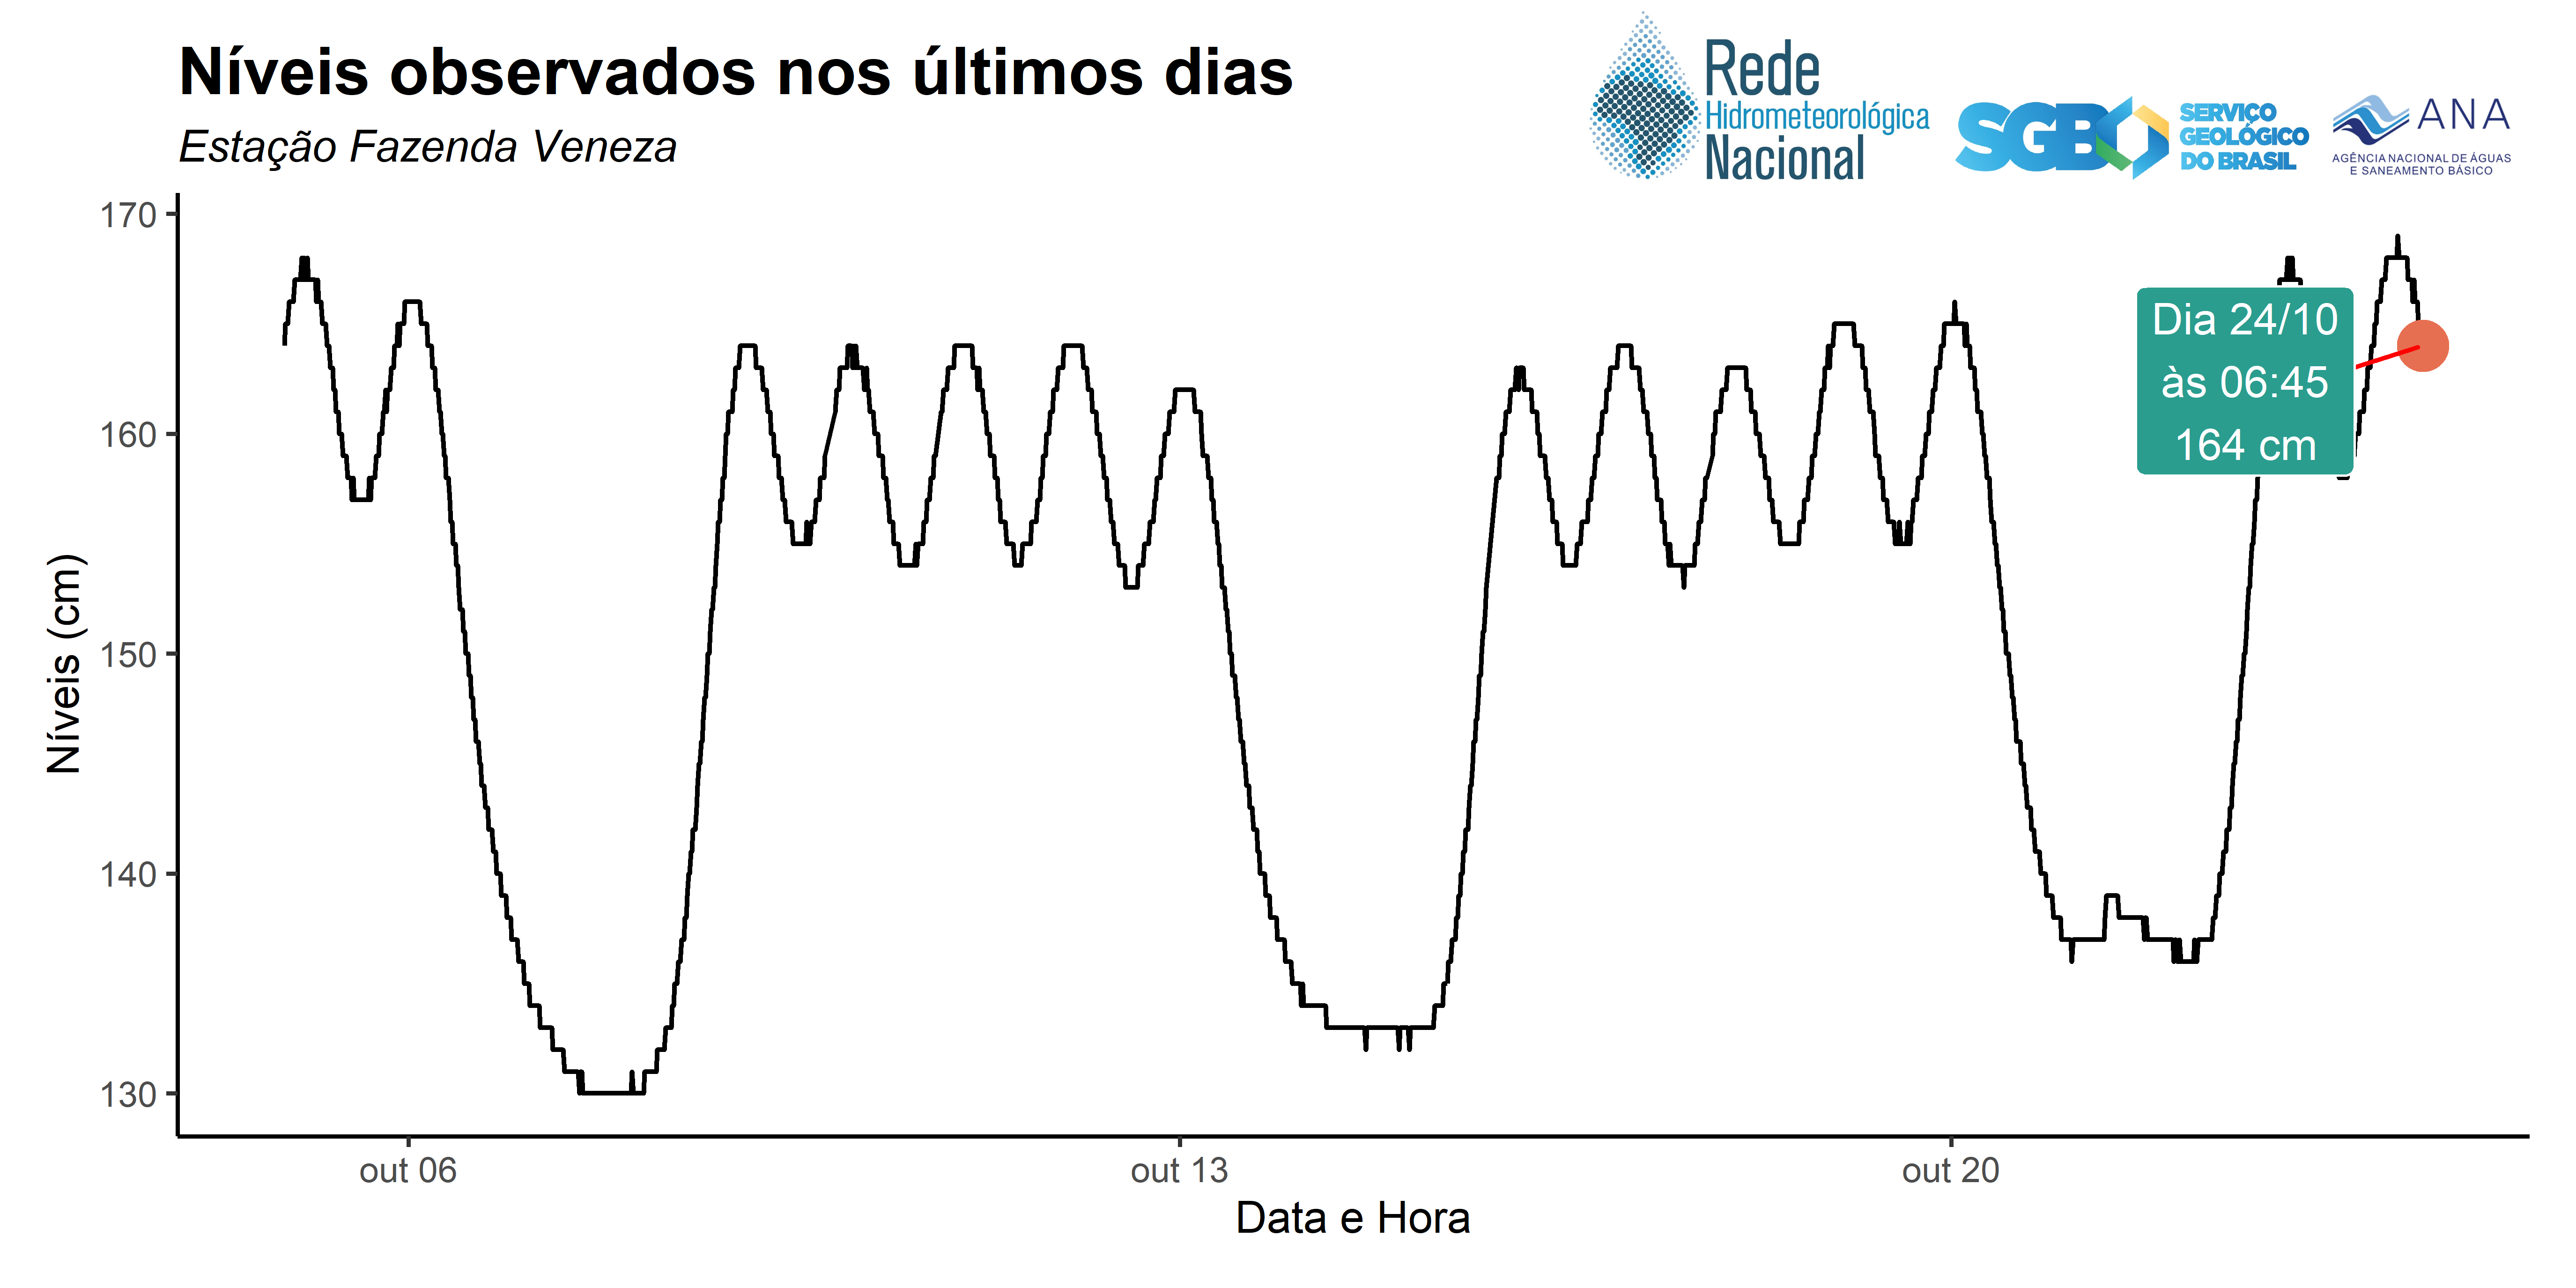 Níveis observados nos últimos dias
Estação Fazenda Veneza
Rede
Hidrometeorológica
Nacional
SGB
SERVIÇO
GEOLÓGICO
DO BRASIL
ANA
AGÊNCIA NACIONAL DE ÁGUAS
E SANEAMENTO BÁSICO
170
160
150
140
130
Níveis (cm)
Dia 24/10
às 06:45
164 cm
out 06
out 13
out 20
Data e Hora